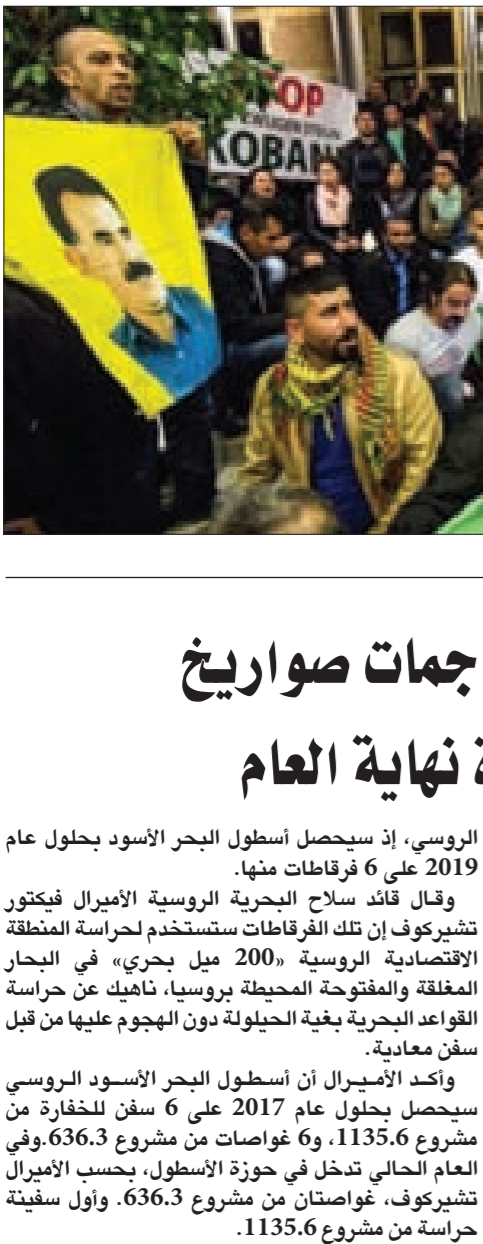 STOP
KOBAN
جمات صواريخ
ة نهاية العام
الروسي، إذ سيحصل أسطول البحر الأسود بحلول عام
2019 على 6 فرقاطات منها.
وقال قائد سلاح البحرية الروسية الأميرال فيكتور
تشيركوف إن تلك الفرقاطات ستستخدم لحراسة المنطقة
الاقتصادية الروسية «200 ميل بحري» في البحار
المغلقة والمفتوحة المحيطة بروسيا، ناهيك عن حراسة
القواعد البحرية بغية الحيلولة دون الهجوم عليها من قبل
سفن معادية.
وأكد الأميرال أن أسطول البحر الأسود الروسي
سيحصل بحلول عام 2017 على 6 سفن للخفارة من
مشروع 1135.6، و6 غواصات من مشروع 636.3.وفي
العام الحالي تدخل في حوزة الأسطول، بحسب الأميرال
تشيركوف، غواصتان من مشروع 636.3. وأول سفينة
حراسة من مشروع 1135.6.